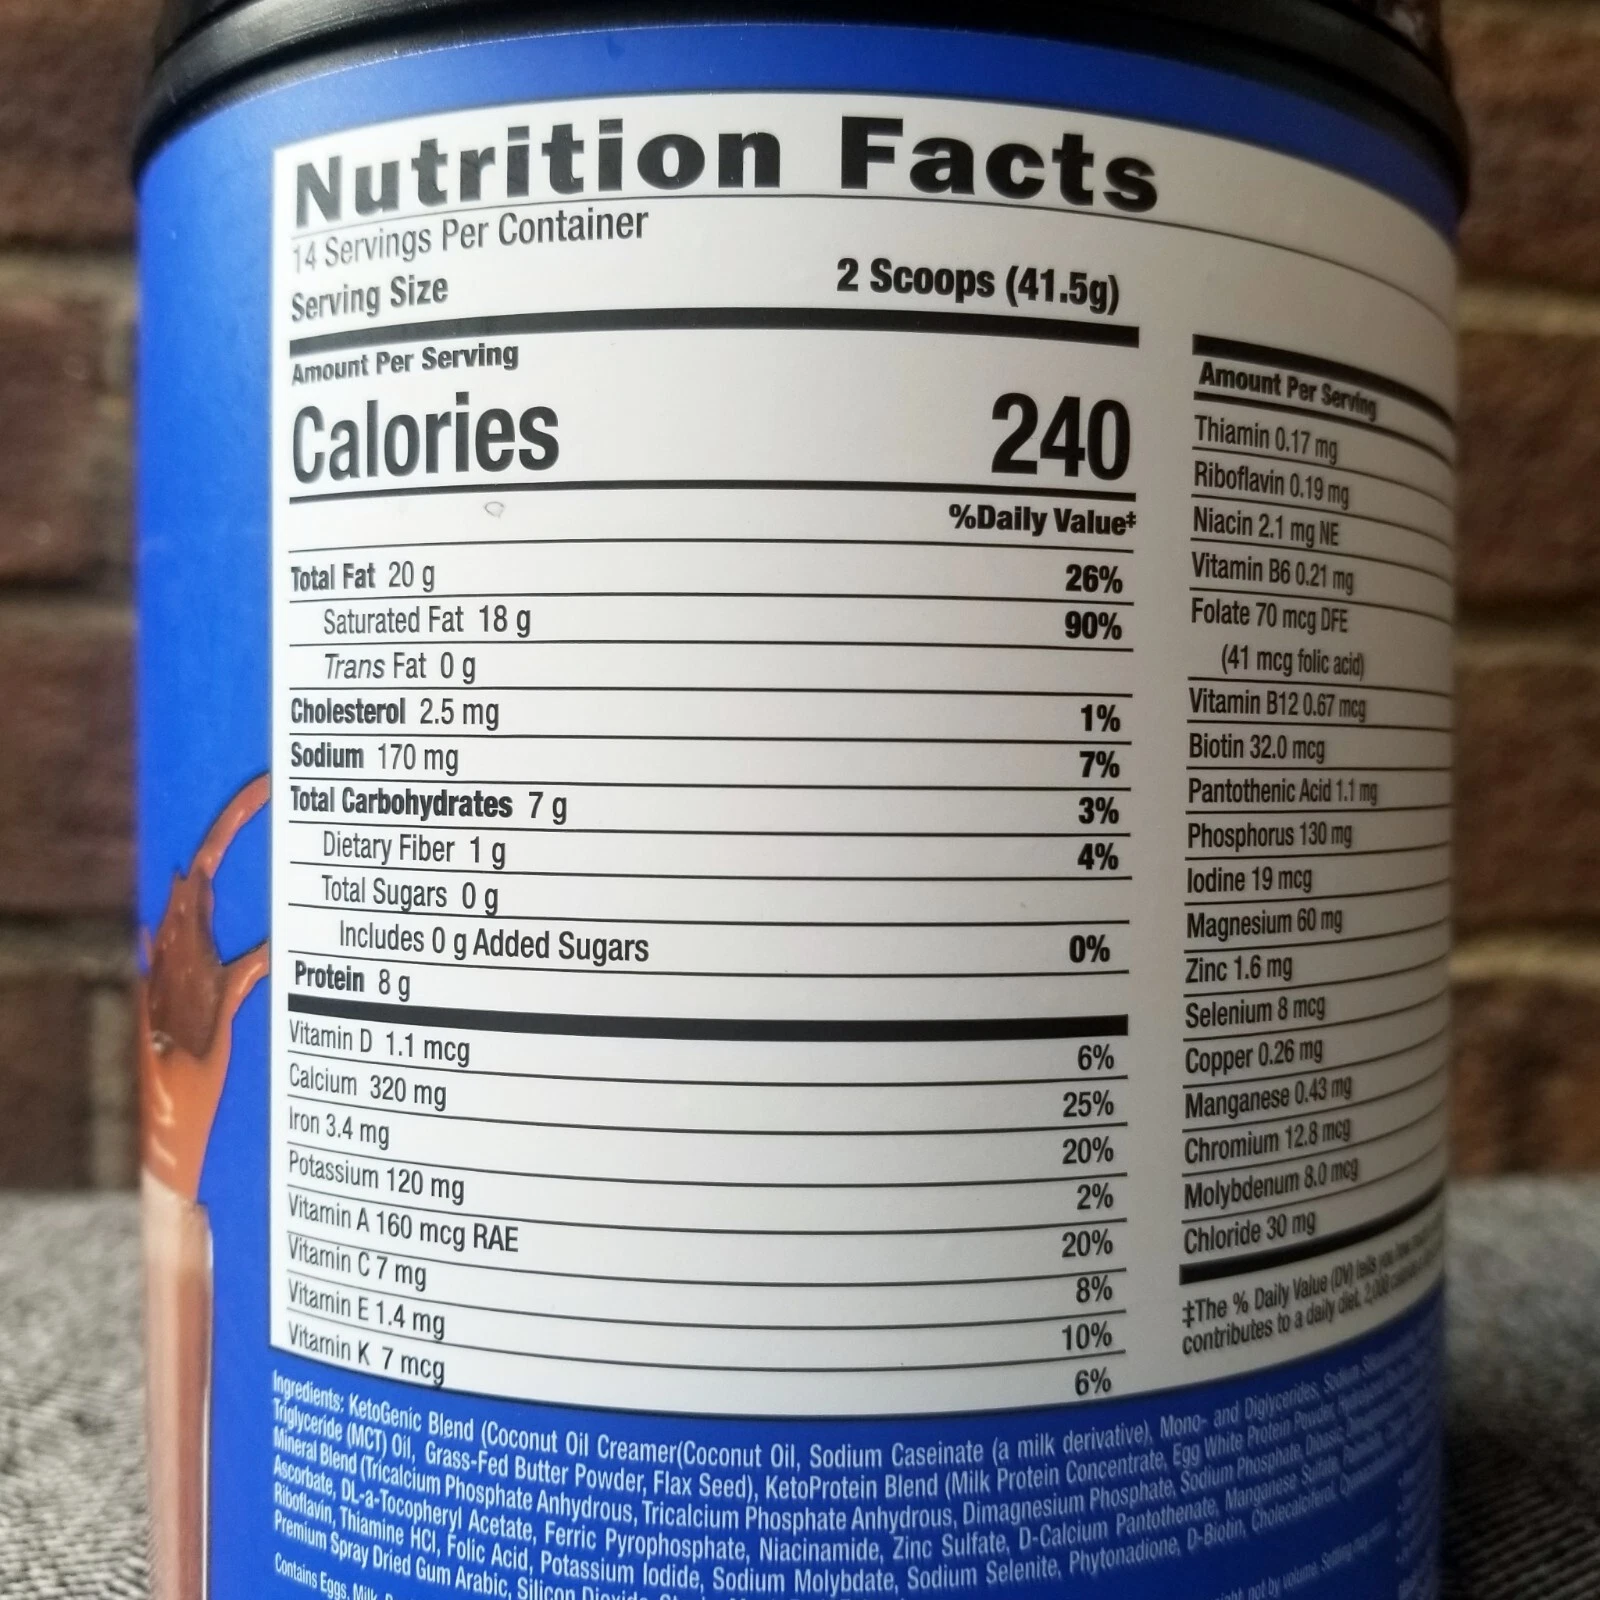 Nutrition Facts
14 Servings Per Container
Serving Size 2 Scoops (41.5g)
Amount Per Serving
Calories 240
%Daily Value‡
Total Fat 20 g 26%
Saturated Fat 18 g 90%
Trans Fat 0 g
Cholesterol 2.5 mg 1%
Sodium 170 mg 7%
Total Carbohydrates 7 g 3%
Dietary Fiber 1 g 4%
Total Sugars 0 g
Includes 0 g Added Sugars 0%
Protein 8 g
Vitamin D 1.1 mcg 6%
Calcium 320 mg 25%
Iron 3.4 mg 20%
Potassium 120 mg 2%
Vitamin A 160 mcg RAE 20%
Vitamin C 7 mg 8%
Vitamin E 1.4 mg 10%
Vitamin K 7 mcg 6%
Amount Per Serving
Thiamin 0.17 mg
Riboflavin 0.19 mg
Niacin 2.1 mg NE
Vitamin B6 0.21 mg
Folate 70 mcg DFE
(41 mcg folic acid)
Vitamin B12 0.67 mcg
Biotin 32.0 mcg
Pantothenic Acid 1.1 mg
Phosphorus 130 mg
Iodine 19 mcg
Magnesium 60 mg
Zinc 1.6 mg
Selenium 8 mcg
Copper 0.26 mg
Manganese 0.43 mg
Chromium 12.8 mcg
Molybdenum 8.0 mcg
Chloride 30 mg
‡The % Daily Value (DV) tells you how
contributes to a daily diet. 2,000 calories
Ingredients: KetoGenic Blend (Coconut Oil Creamer(Coconut Oil, Sodium Caseinate (a milk derivative), Mono- and Diglycerides, Sodium
Triglyceride (MCT) Oil, Grass-Fed Butter Powder, Flax Seed), KetoProtein Blend (Milk Protein Concentrate, Egg White Protein Powder,
Mineral Blend (Tricalcium Phosphate Anhydrous, Tricalcium Phosphate Anhydrous, Dimagnesium Phosphate, Sodium Phosphate,
Ascorbate, DL-a-Tocopheryl Acetate, Ferric Pyrophosphate, Niacinamide, Zinc Sulfate, D-Calcium Pantothenate, Manganese Sulfate,
Riboflavin, Thiamine HCl, Folic Acid, Potassium Iodide, Sodium Molybdate, Sodium Selenite, Phytonadione, D-Biotin, Cholecalciferol,
Premium Spray Dried Gum Arabic, Silicon
Contains Eggs, Milk
not by volume.